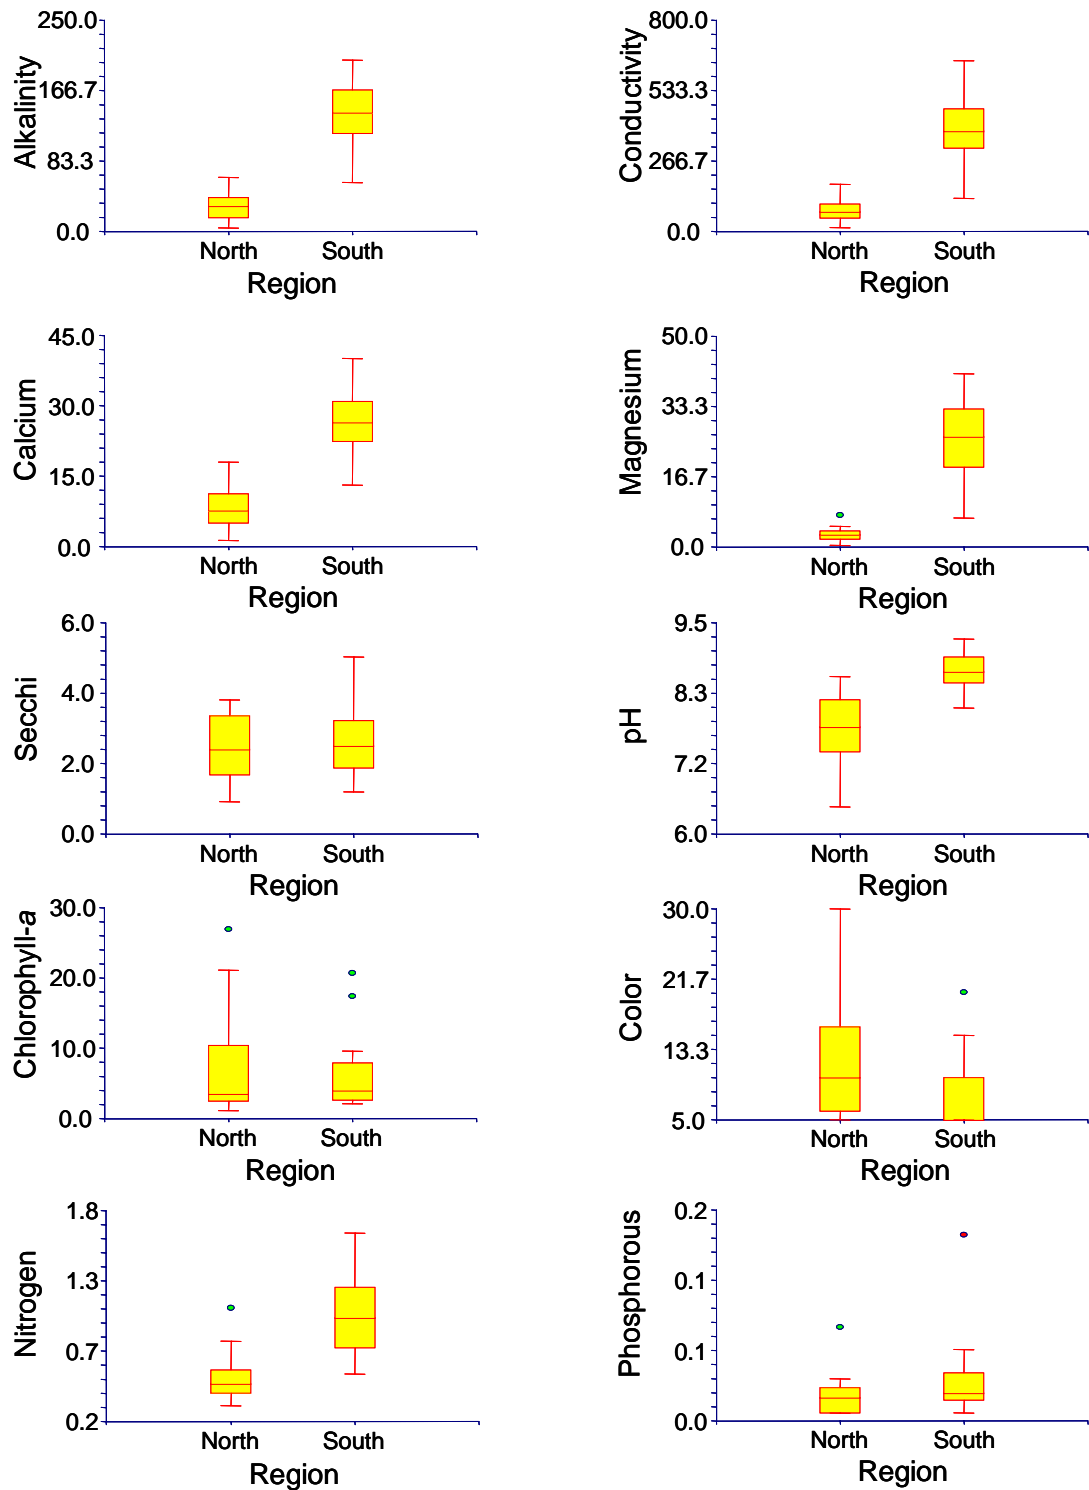 250.0
166.7
83.3
0.0
Alkalinity
North South
Region
800.0
533.3
266.7
0.0
Conductivity
North South
Region
45.0
30.0
15.0
0.0
Calcium
North South
Region
50.0
33.3
16.7
0.0
Magnesium
North South
Region
6.0
4.0
2.0
0.0
Secchi
North South
Region
9.5
8.3
7.2
6.0
pH
North South
Region
30.0
20.0
10.0
0.0
Chlorophyll-a
North South
Region
30.0
21.7
13.3
5.0
Color
North South
Region
1.8
1.3
0.7
0.2
Nitrogen
North South
Region
0.2
0.1
0.1
0.0
Phosphorous
North South
Region